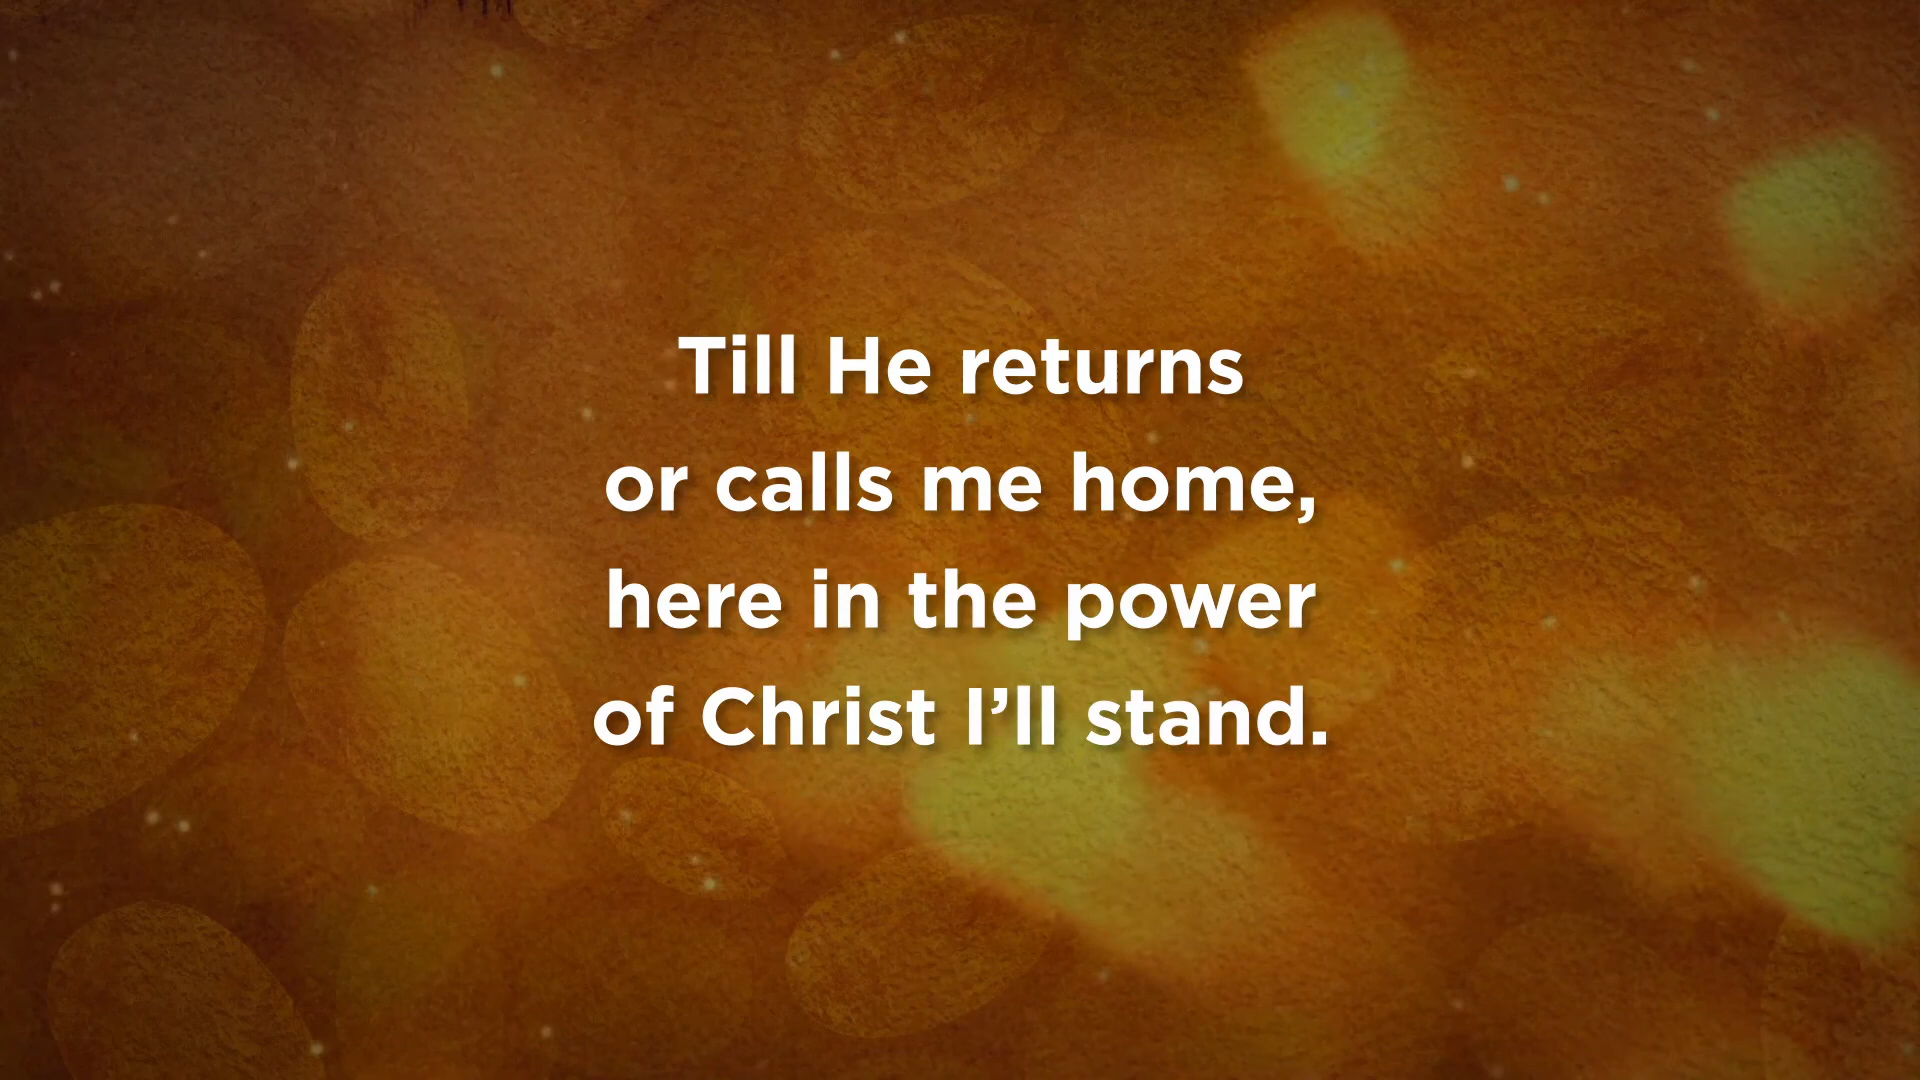 Till He returns
or calls me home,
here in the power
of Christ I’ll stand.